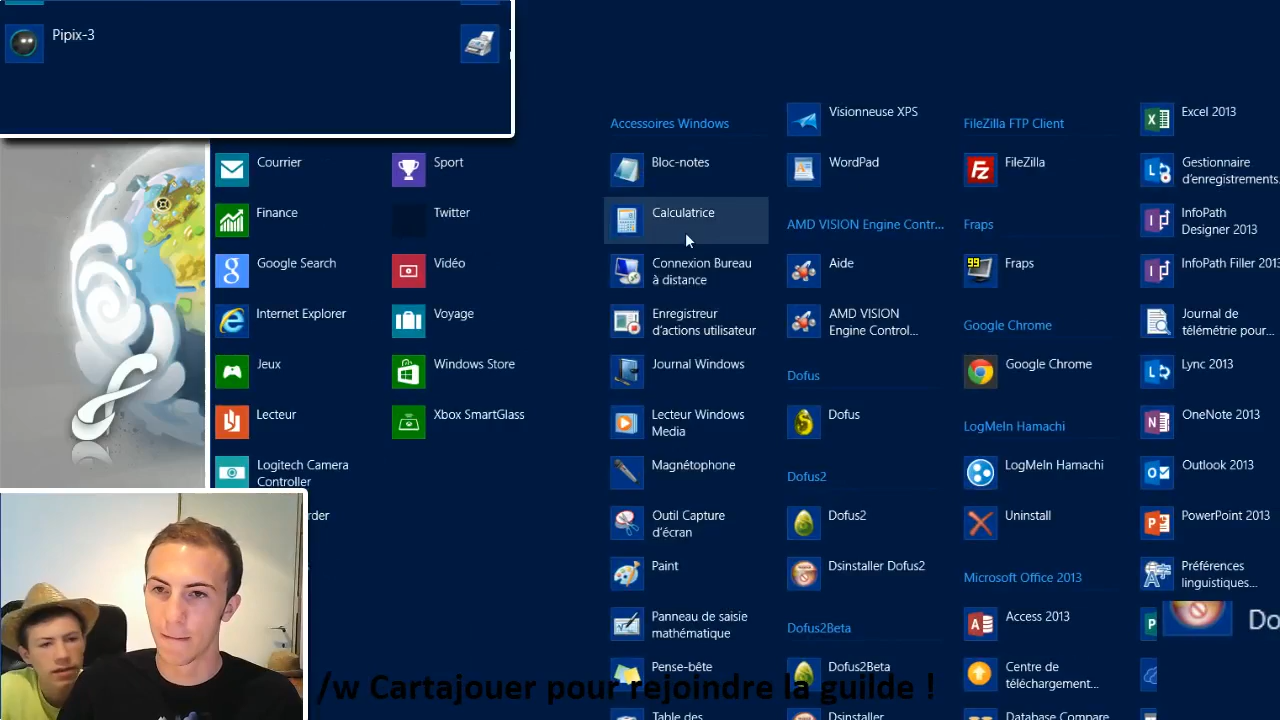 Pipix-3
Courrier
Finance
Google Search
Internet Explorer
Jeux
Lecteur
Logitech Camera
Controller
rder
Sport
Twitter
Vidéo
Voyage
Windows Store
Xbox SmartGlass
Accessoires Windows
Bloc-notes
Calculatrice
Connexion Bureau
à distance
Enregistreur
d'actions utilisateur
Journal Windows
Lecteur Windows
Media
Magnétophone
Outil Capture
d'écran
Paint
Panneau de saisie
mathématique
Pense-bête
Table des
Visionneuse XPS
WordPad
AMD VISION Engine Contr...
Aide
AMD VISION
Engine Control...
Dofus
Dofus
Dofus2
Dofus2
Dsinstaller Dofus2
Dofus2Beta
Dofus2Beta
Dsinstaller
FileZilla FTP Client
FileZilla
Fraps
99
Fraps
Google Chrome
Google Chrome
LogMeIn Hamachi
LogMeIn Hamachi
Uninstall
Microsoft Office 2013
Access 2013
Centre de
téléchargement...
Database Compare
Excel 2013
Gestionnaire
d'enregistrements
InfoPath
Designer 2013
InfoPath Filler 201
Journal de
télémétrie pour...
Lync 2013
OneNote 2013
Outlook 2013
PowerPoint 2013
Préférences
linguistiques...
Do
/w Cartajouer pour rejoindre la guilde !